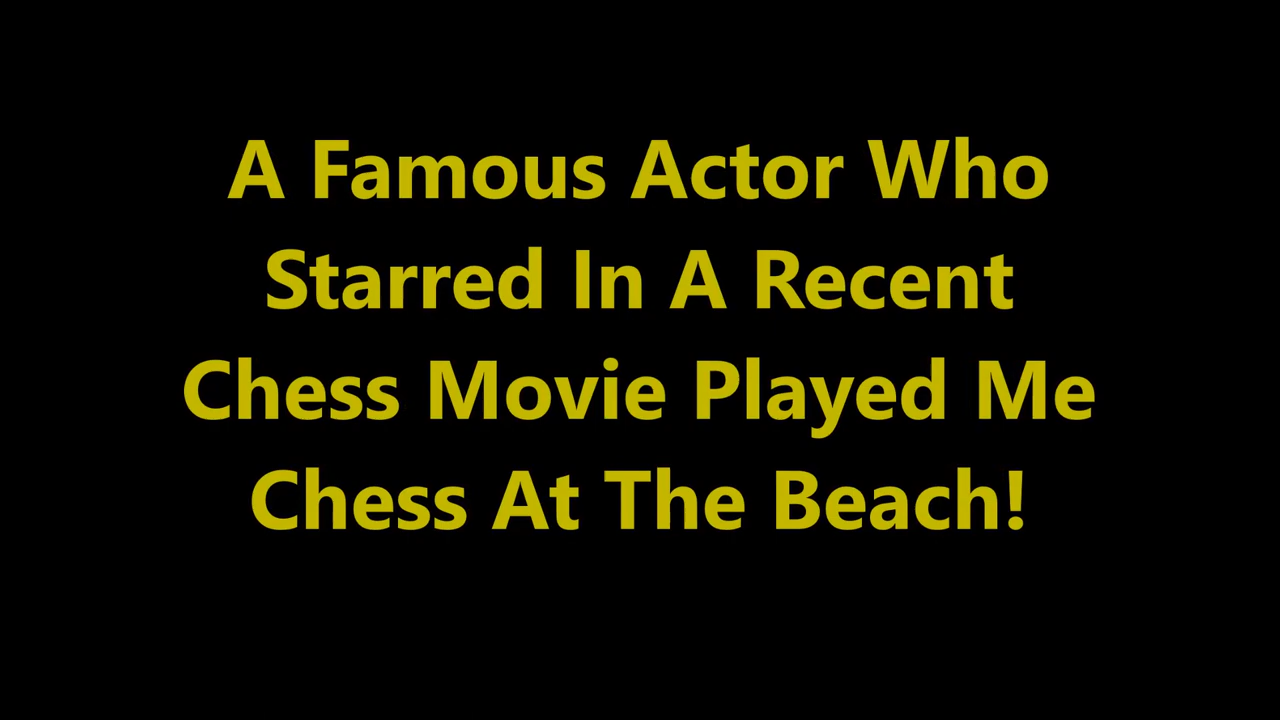 A Famous Actor Who
Starred In A Recent
Chess Movie Played Me
Chess At The Beach!